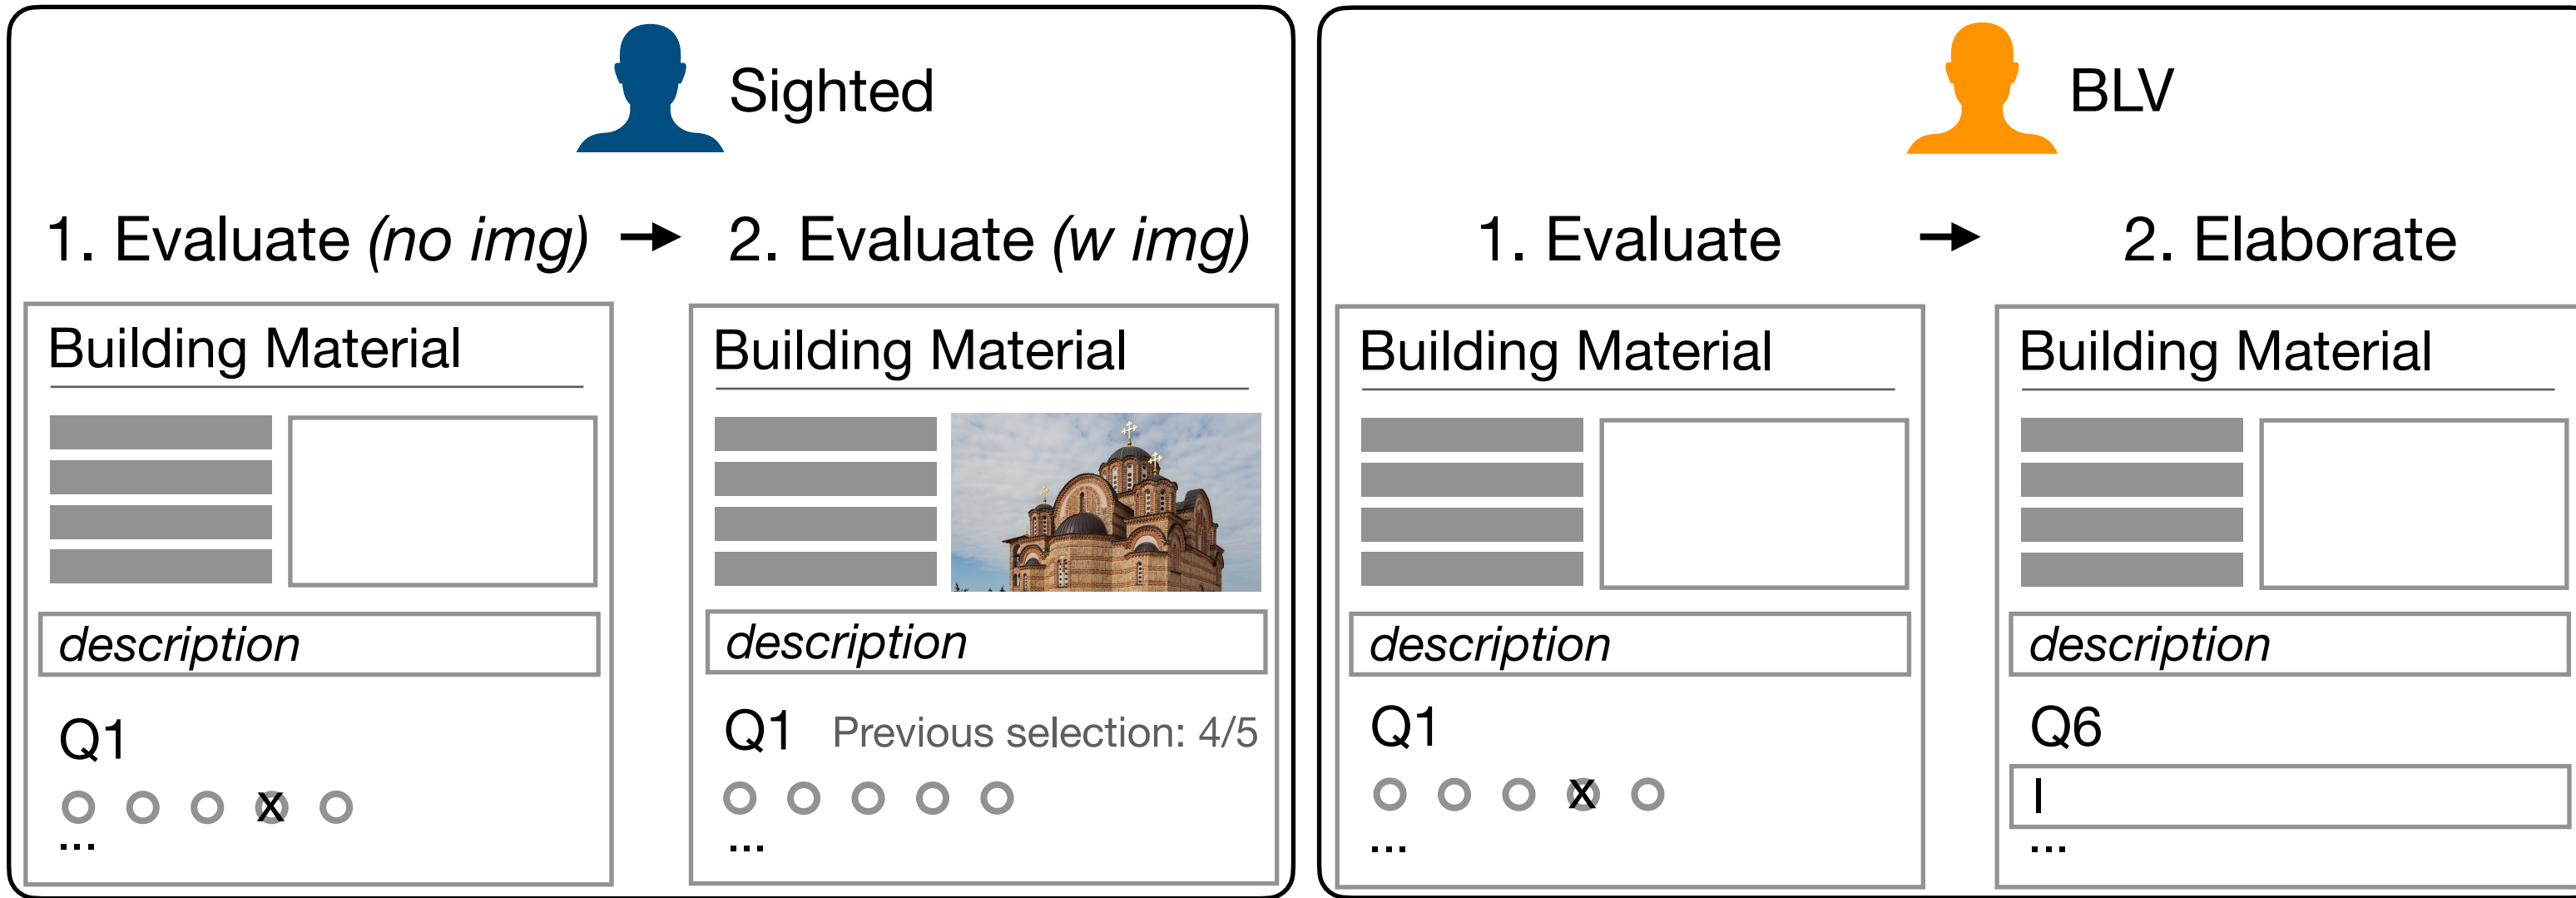 Sighted
1. Evaluate (no img)
2. Evaluate (w img)
Building Material
description
Q1
X
...
Building Material
description
Q1 Previous selection: 4/5
...
BLV
1. Evaluate
2. Elaborate
Building Material
description
Q1
X
...
Building Material
description
Q6
...